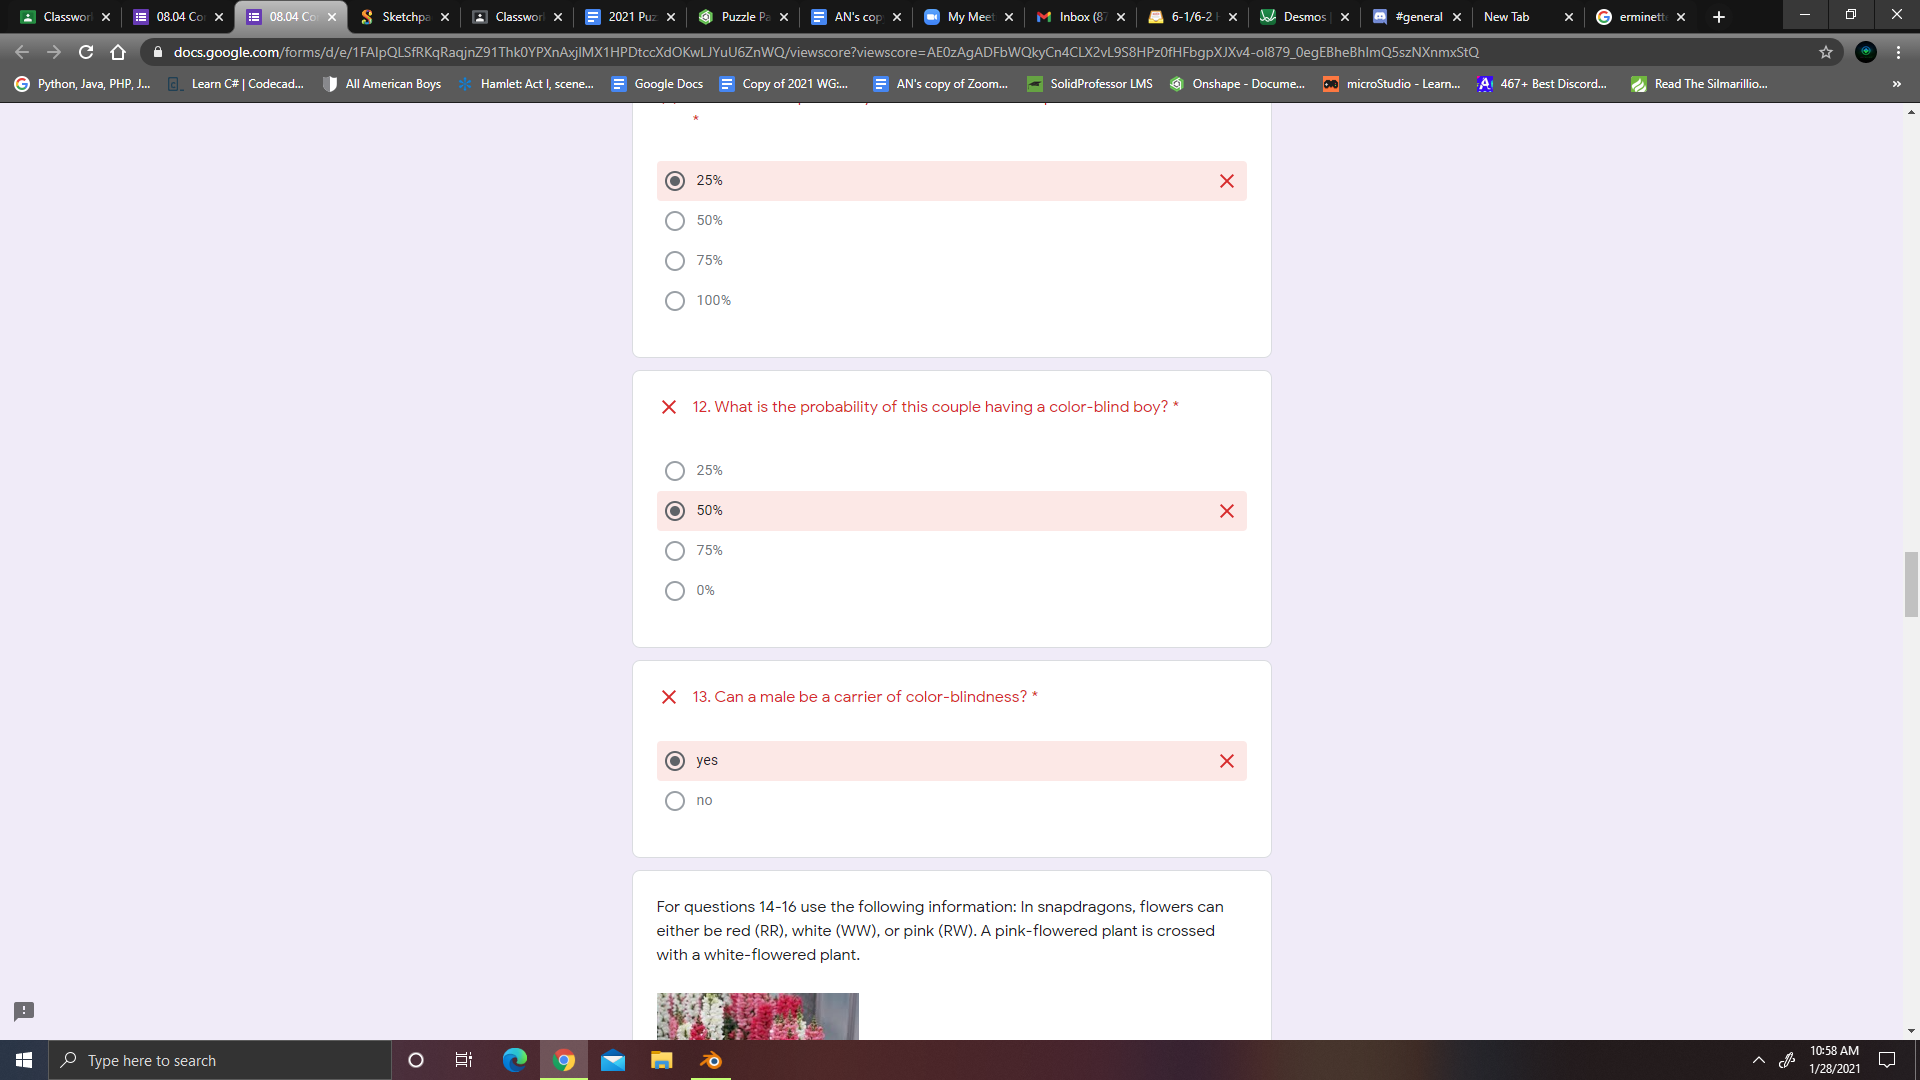 Classwor
08.04 Co
08.04 Co
Sketchpa
Classwor
2021 Puz
Puzzle Pa
AN's cop
My Meet
Inbox (87
6-1/6-2
Desmos
#general
New Tab
erminett
docs.google.com/forms/d/e/1FAIpQLSfRKqRaqjnZ91Thk0YPXnAxjlMX1HPDtccXdOKwLJYuU6ZnWQ/viewscore?viewscore=AE0zAgADFbWQkyCn4CLX2vL9S8HPz0fHFbgpXJXv4-oI879_0egEBheBhImQ5szNXnmxStQ
Python, Java, PHP, J...
Learn C# | Codecad...
All American Boys
Hamlet: Act I, scene...
Google Docs
Copy of 2021 WG:...
AN's copy of Zoom...
SolidProfessor LMS
Onshape - Docume...
microStudio - Learn...
467+ Best Discord...
Read The Silmarillio...
»
*
25%
50%
75%
100%
12. What is the probability of this couple having a color-blind boy? *
25%
50%
75%
0%
13. Can a male be a carrier of color-blindness? *
yes
no
For questions 14-16 use the following information: In snapdragons, flowers can
either be red (RR), white (WW), or pink (RW). A pink-flowered plant is crossed
with a white-flowered plant.
Type here to search
10:58 AM
1/28/2021